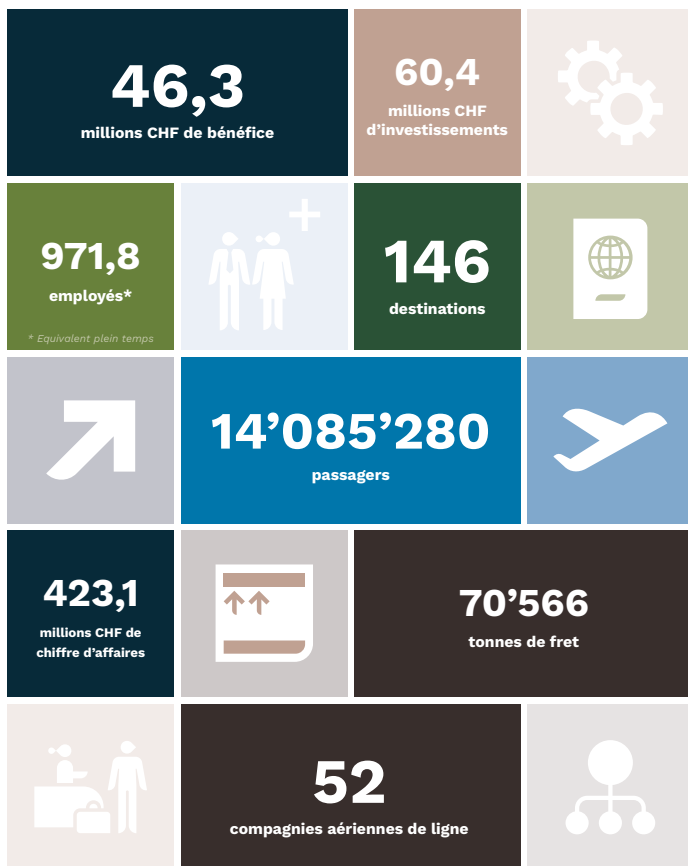 46,3
millions CHF de bénéfice
60,4
millions CHF
d’investissements
971,8
employés*
* Equivalent plein temps
146
destinations
14’085’280
passagers
423,1
millions CHF de
chiffre d’affaires
70’566
tonnes de fret
52
compagnies aériennes de ligne